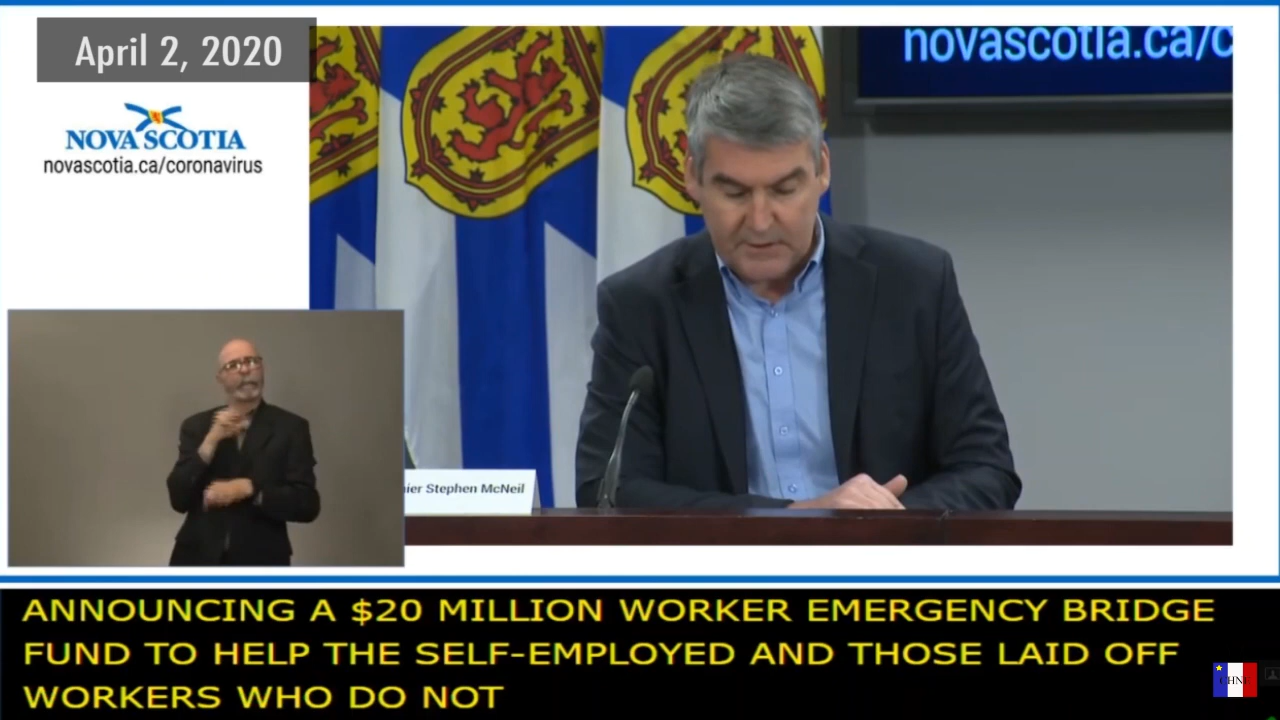 April 2, 2020
novascotia.ca/c
NOVA SCOTIA
novascotia.ca/coronavirus
ier Stephen McNeil
ANNOUNCING A $20 MILLION WORKER EMERGENCY BRIDGE
FUND TO HELP THE SELF-EMPLOYED AND THOSE LAID OFF
WORKERS WHO DO NOT